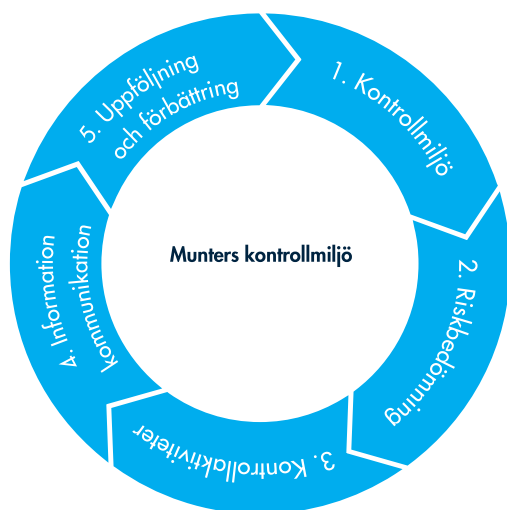 Munters kontrollmiljö
1. Kontrollmiljö
2. Riskbedömning
3. Kontrollaktiviteter
4. Information
kommunikation
5. Uppföljning
och förbättring